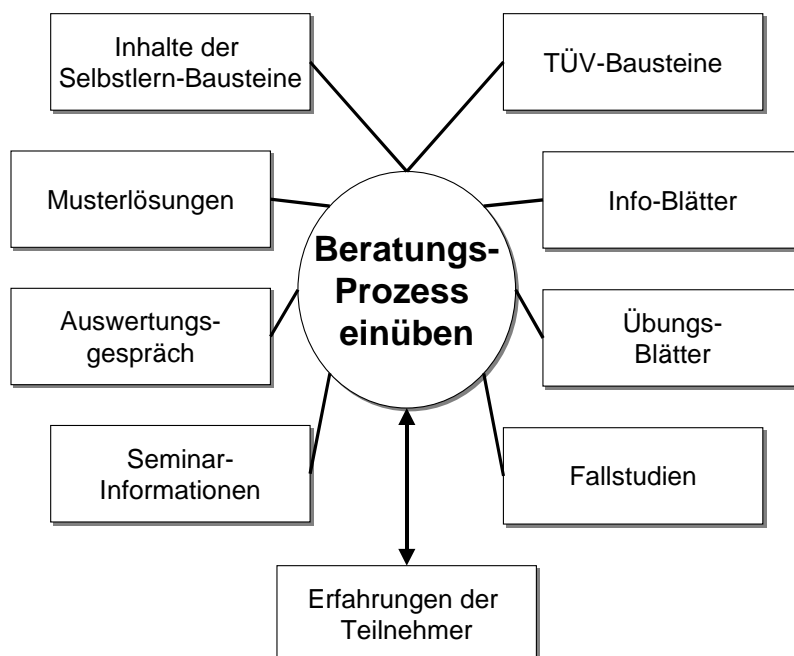 Inhalte der
Selbstlern-Bausteine
TÜV-Bausteine
Musterlösungen
Info-Blätter
Beratungs-
Prozess
einüben
Auswertungs-
gespräch
Übungs-
Blätter
Seminar-
Informationen
Fallstudien
Erfahrungen der
Teilnehmer